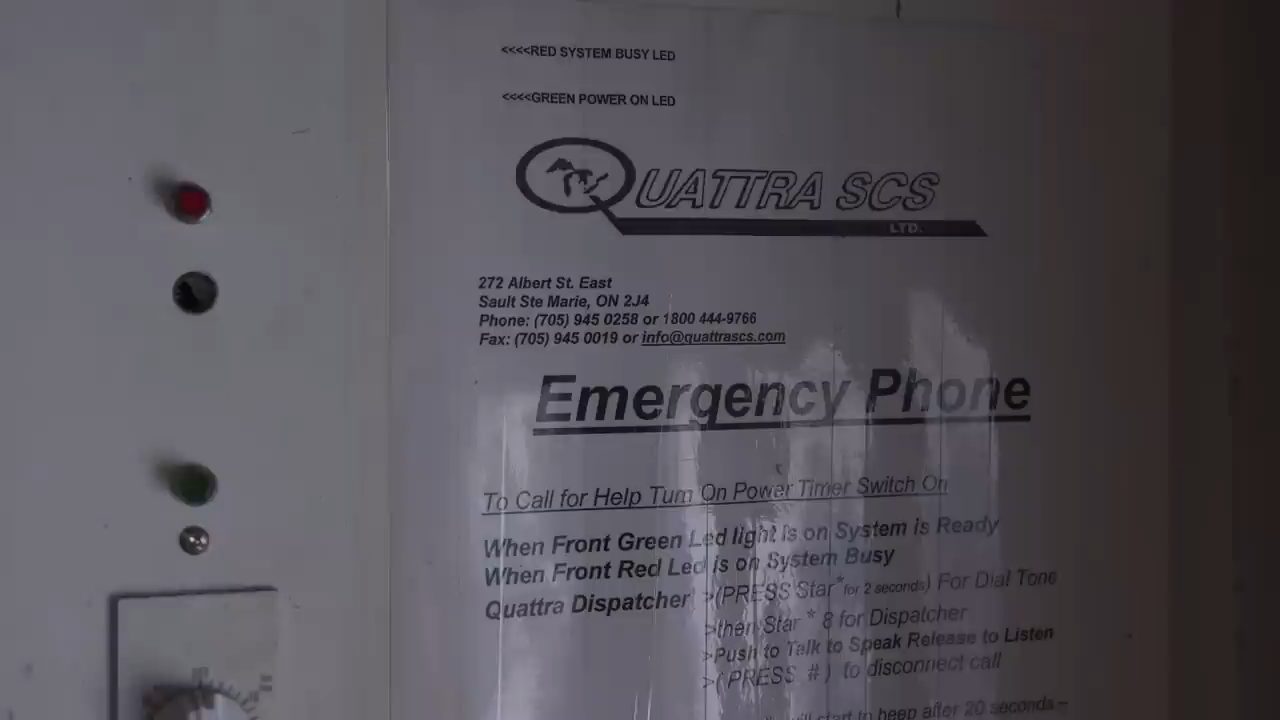 <<<<RED SYSTEM BUSY LED
<<<<GREEN POWER ON LED
QUATTRA SCS
LTD.
272 Albert St. East
Sault Ste Marie, ON 2J4
Phone: (705) 945 0258 or 1800 444-9766
Fax: (705) 945 0019 or info@quattrascs.com
Emergency Phone
To Call for Help Turn On Power Timer Switch On
When Front Green Led light is on System is Ready
When Front Red Led is on System Busy
Quattra Dispatcher >(PRESS Star * for 2 seconds) For Dial Tone
>then Star * 8 for Dispatcher
>Push to Talk to Speak Release to Listen
>( PRESS # ) to disconnect call
will start to beep after 20 seconds –